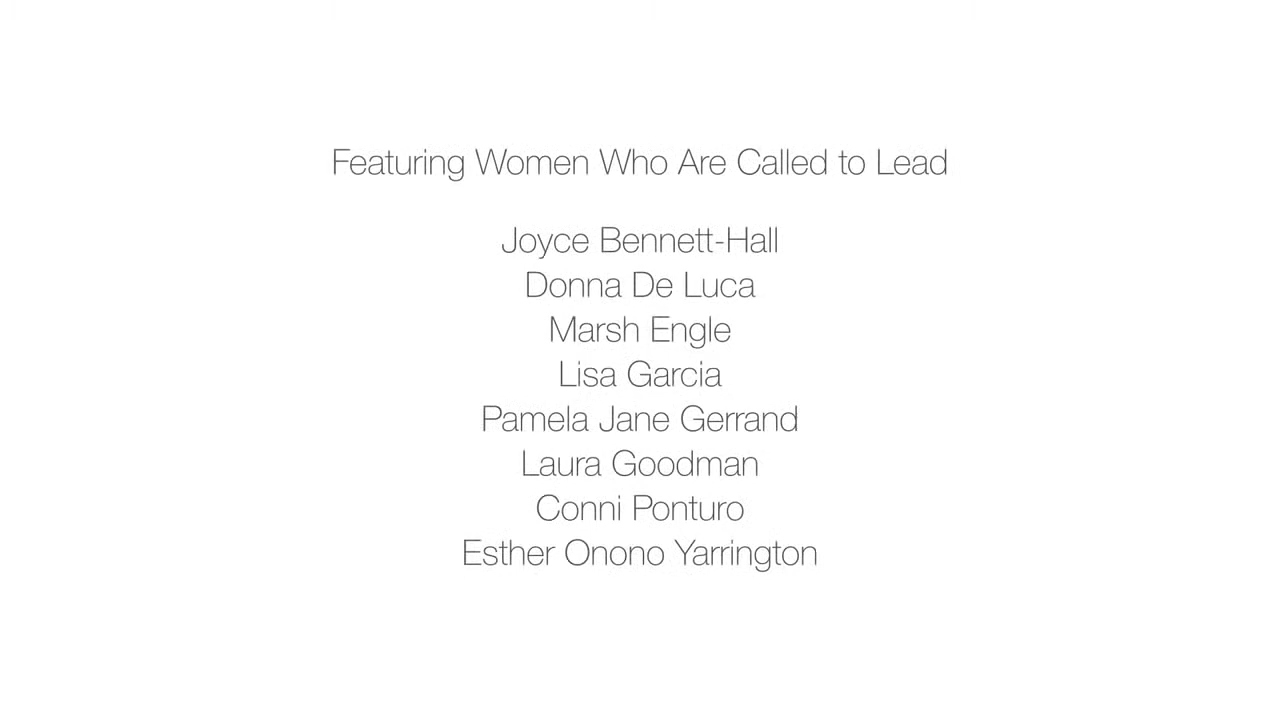 Featuring Women Who Are Called to Lead
Joyce Bennett-Hall
Donna De Luca
Marsh Engle
Lisa Garcia
Pamela Jane Gerrand
Laura Goodman
Conni Ponturo
Esther Onono Yarrington